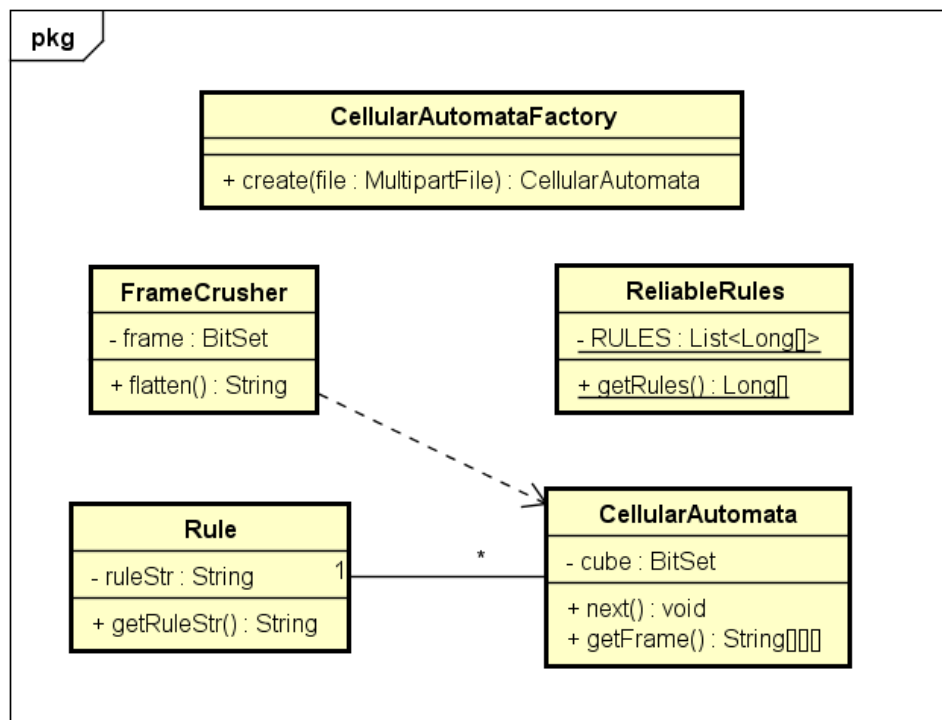 pkg
CellularAutomataFactory
+ create(file : MultipartFile) : CellularAutomata
FrameCrusher
- frame : BitSet
+ flatten() : String
ReliableRules
- RULES : List<Long[]>
+ getRules() : Long[]
Rule
- ruleStr : String
+ getRuleStr() : String
1
*
CellularAutomata
- cube : BitSet
+ next() : void
+ getFrame() : String[][][]